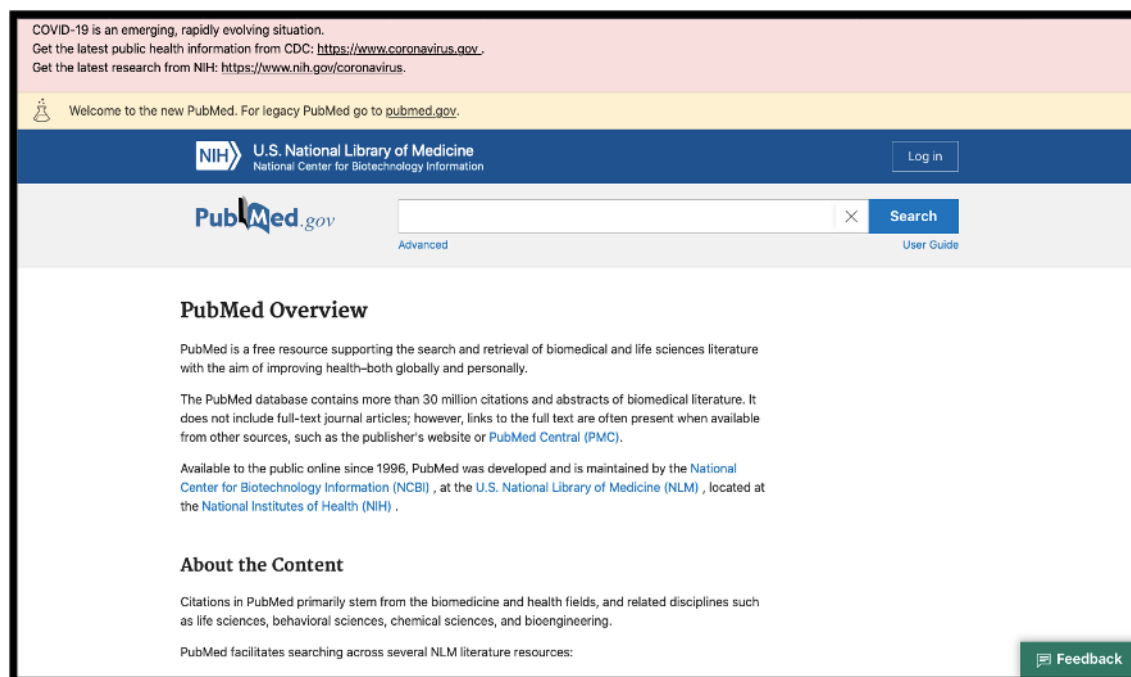 COVID-19 is an emerging, rapidly evolving situation.
Get the latest public health information from CDC: https://www.coronavirus.gov .
Get the latest research from NIH: https://www.nih.gov/coronavirus.
Welcome to the new PubMed. For legacy PubMed go to pubmed.gov.
NIH U.S. National Library of Medicine
National Center for Biotechnology Information
Log in
PubMed.gov
Search
Advanced
User Guide
PubMed Overview
PubMed is a free resource supporting the search and retrieval of biomedical and life sciences literature
with the aim of improving health–both globally and personally.
The PubMed database contains more than 30 million citations and abstracts of biomedical literature. It
does not include full-text journal articles; however, links to the full text are often present when available
from other sources, such as the publisher's website or PubMed Central (PMC).
Available to the public online since 1996, PubMed was developed and is maintained by the National
Center for Biotechnology Information (NCBI) , at the U.S. National Library of Medicine (NLM) , located at
the National Institutes of Health (NIH) .
About the Content
Citations in PubMed primarily stem from the biomedicine and health fields, and related disciplines such
as life sciences, behavioral sciences, chemical sciences, and bioengineering.
PubMed facilitates searching across several NLM literature resources:
Feedback